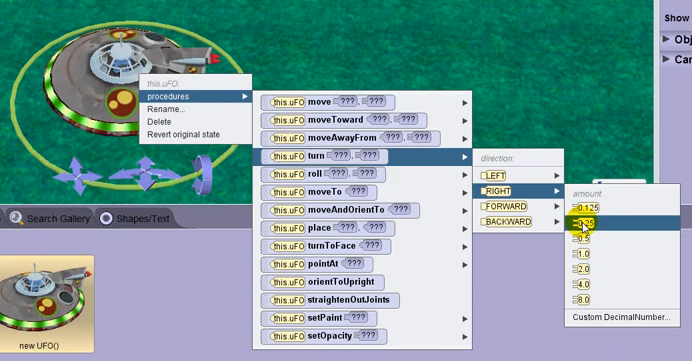 Show
Obj
Car
this.uFO:
procedures
Rename...
Delete
Revert original state
this.uFO move ???, ???
this.uFO moveToward ???, ???
this.uFO moveAwayFrom ???, ???
this.uFO turn ???, ???
this.uFO roll ???, ???
this.uFO moveTo ???
this.uFO moveAndOrientTo ???
this.uFO place ???, ???
this.uFO turnToFace ???
this.uFO pointAt ???
this.uFO orientToUpright
this.uFO straightenOutJoints
this.uFO setPaint ???
this.uFO setOpacity ???
direction:
LEFT
RIGHT
FORWARD
BACKWARD
amount:
0.125
0.25
0.5
1.0
2.0
4.0
8.0
Custom DecimalNumber...
Search Gallery
Shapes/Text
new UFO()